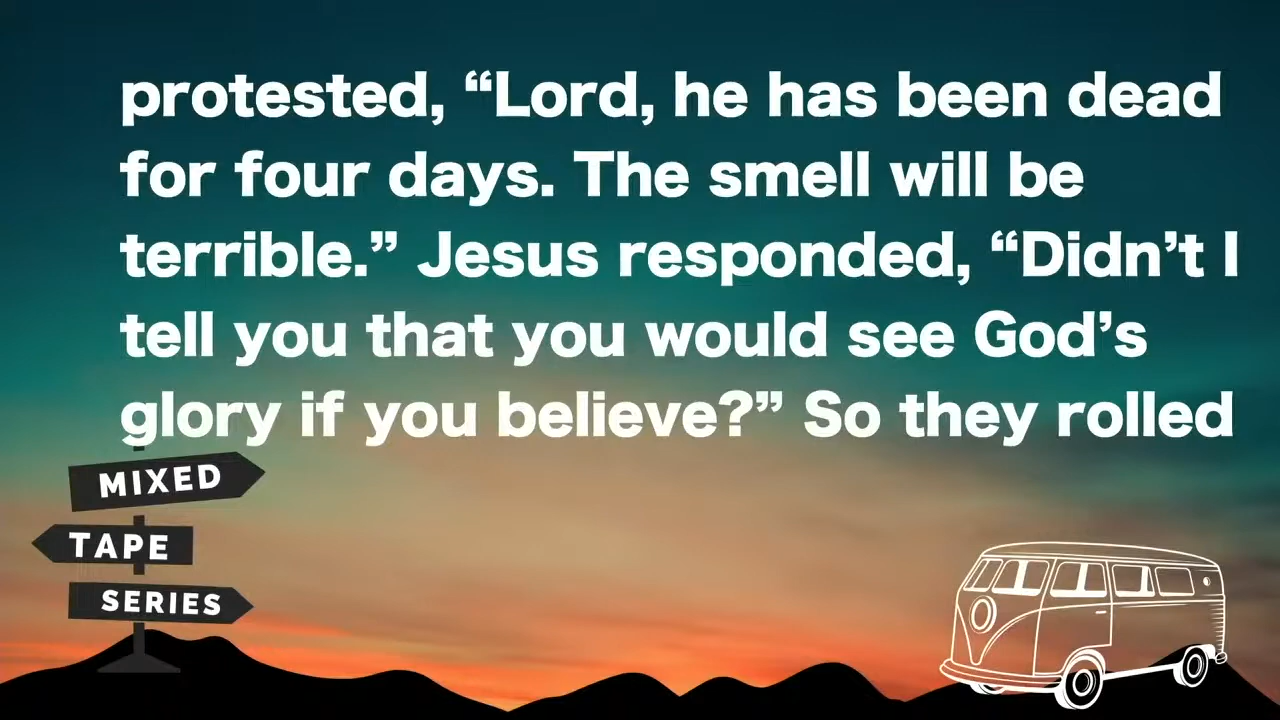 protested, “Lord, he has been dead
for four days. The smell will be
terrible.” Jesus responded, “Didn’t I
tell you that you would see God’s
glory if you believe?” So they rolled
MIXED
TAPE
SERIES